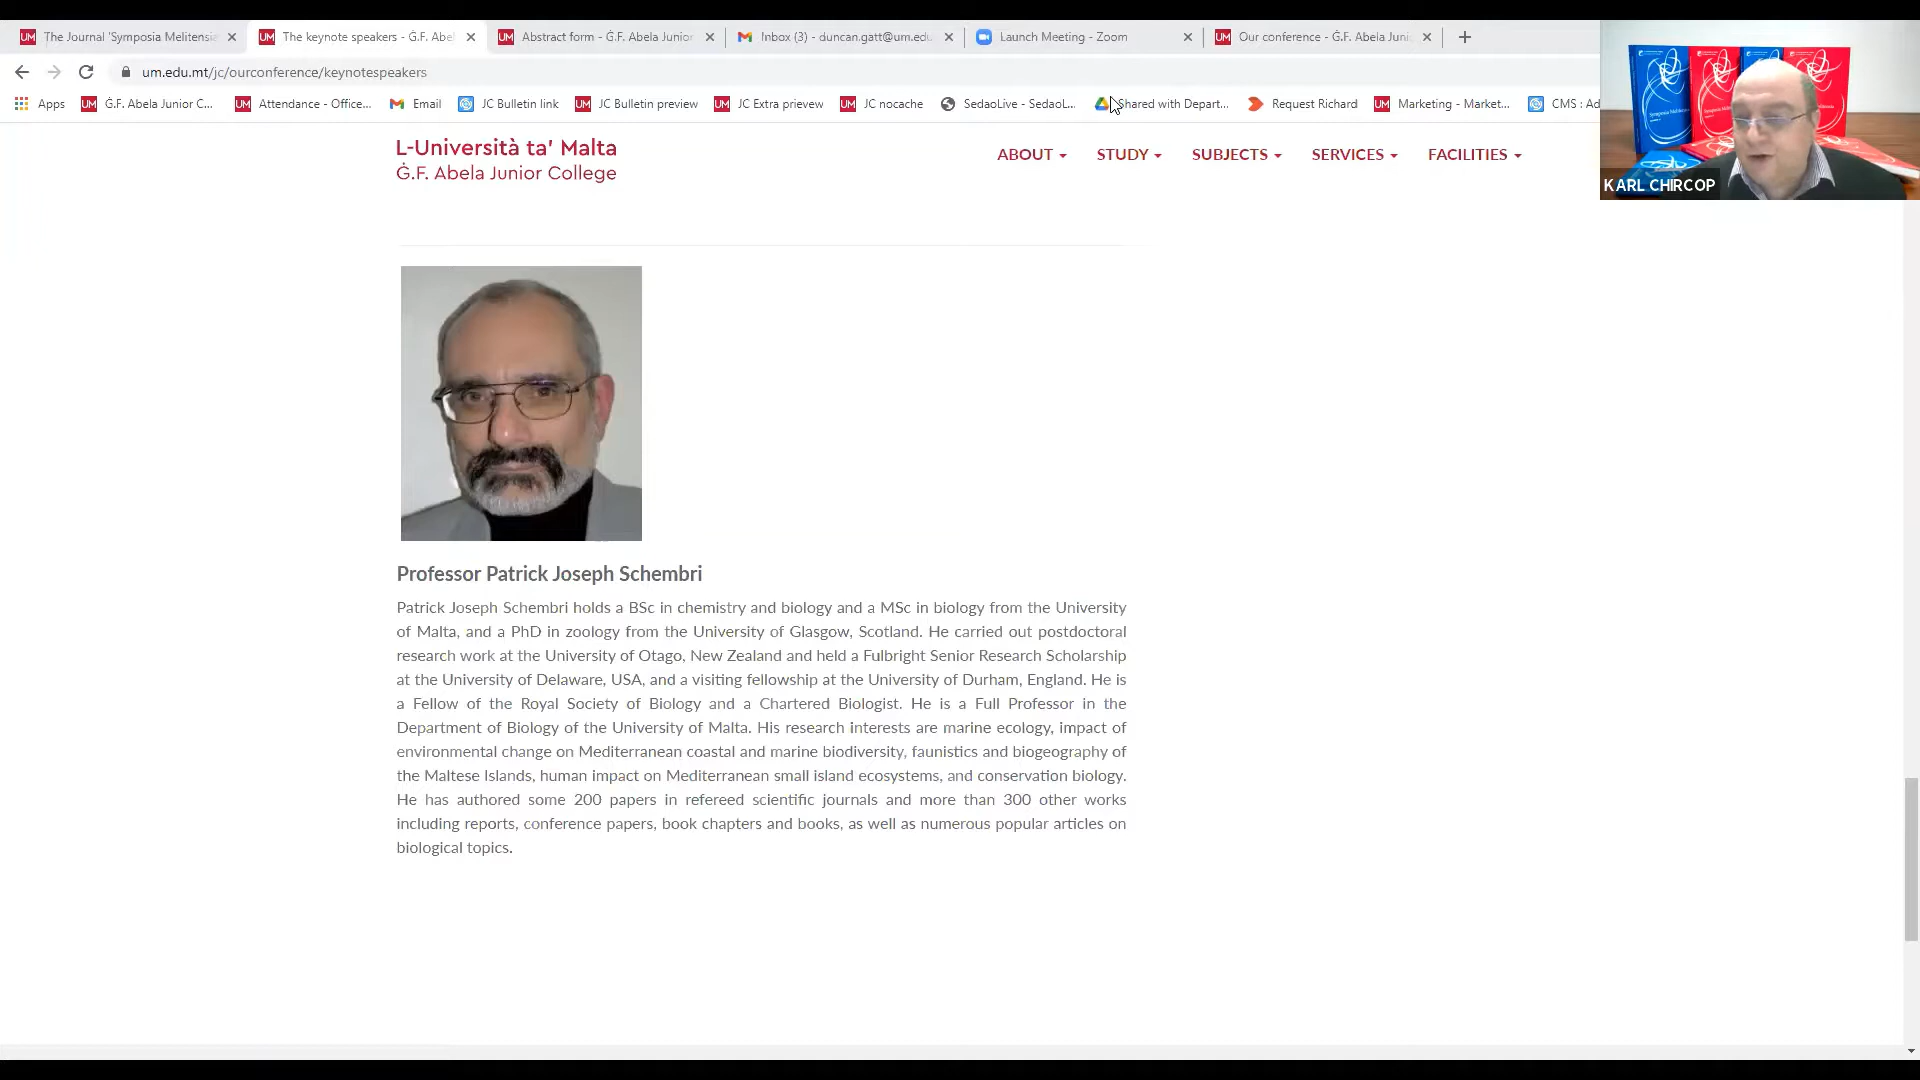 The Journal 'Symposia Melitensia
The keynote speakers - Ġ.F. Abel
Abstract form - Ġ.F. Abela Junior
Inbox (3) - duncan.gatt@um.edu
Launch Meeting - Zoom
Our conference - Ġ.F. Abela Juni
um.edu.mt/jc/ourconference/keynotespeakers
Apps
Ġ.F. Abela Junior C...
Attendance - Office...
Email
JC Bulletin link
JC Bulletin preview
JC Extra prieview
JC nocache
SedaoLive - SedaoL...
Shared with Depart...
Request Richard
Marketing - Market...
CMS : Ad
KARL CHIRCOP
L-Università ta' Malta
Ġ.F. Abela Junior College
ABOUT
STUDY
SUBJECTS
SERVICES
FACILITIES
Professor Patrick Joseph Schembri
Patrick Joseph Schembri holds a BSc in chemistry and biology and a MSc in biology from the University
of Malta, and a PhD in zoology from the University of Glasgow, Scotland. He carried out postdoctoral
research work at the University of Otago, New Zealand and held a Fulbright Senior Research Scholarship
at the University of Delaware, USA, and a visiting fellowship at the University of Durham, England. He is
a Fellow of the Royal Society of Biology and a Chartered Biologist. He is a Full Professor in the
Department of Biology of the University of Malta. His research interests are marine ecology, impact of
environmental change on Mediterranean coastal and marine biodiversity, faunistics and biogeography of
the Maltese Islands, human impact on Mediterranean small island ecosystems, and conservation biology.
He has authored some 200 papers in refereed scientific journals and more than 300 other works
including reports, conference papers, book chapters and books, as well as numerous popular articles on
biological topics.